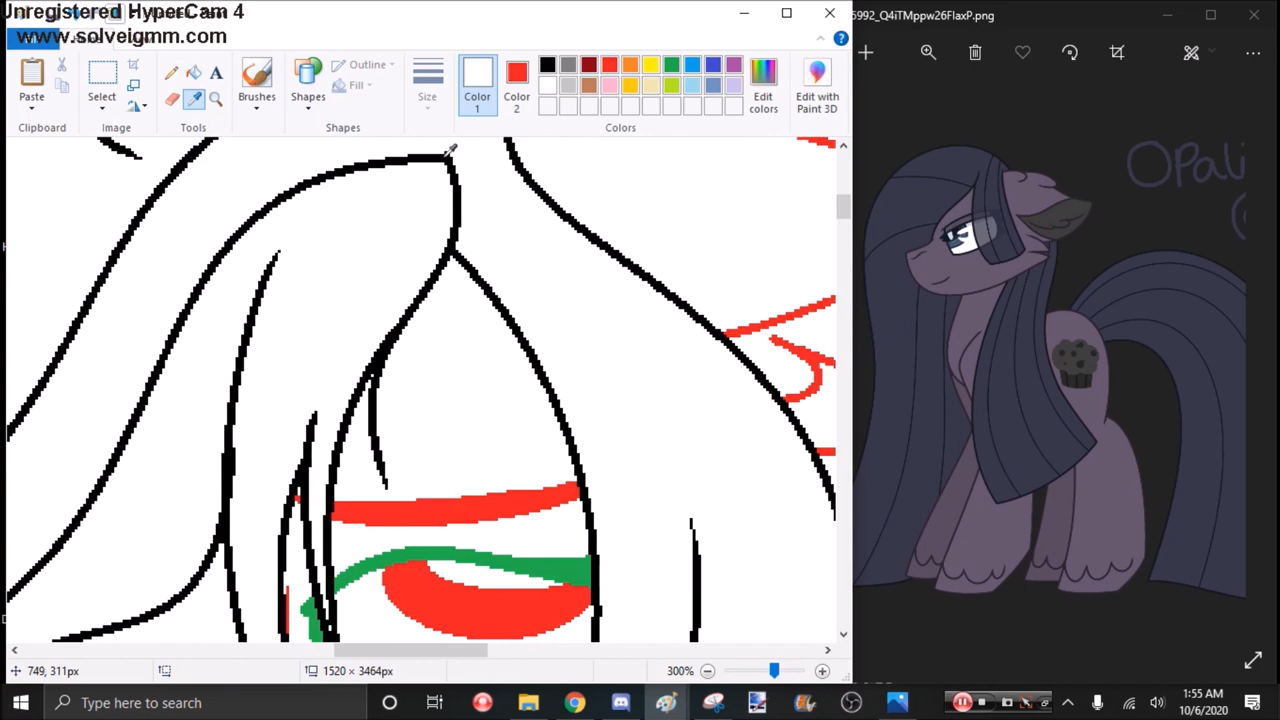 Unregistered HyperCam 4
www.solveigmm.com
5992_Q4iTMppw26FlaxP.png
Paste
Select
Brushes
Shapes
Outline
Fill
Size
Color
1
Color
2
Edit
colors
Edit with
Paint 3D
Clipboard
Image
Tools
Shapes
Colors
Opali
749, 311px
1520 × 3464px
300%
Type here to search
1:55 AM
10/6/2020